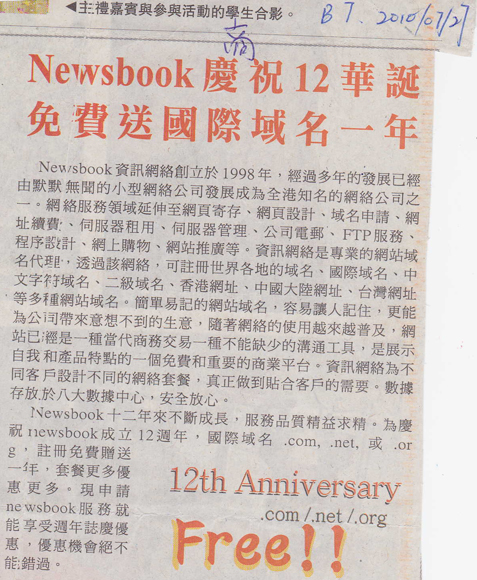 ◀主禮嘉賓與參與活動的學生合影。
B7. 2010/07/27
Newsbook 慶祝12華誕
免費送國際域名一年
Newsbook 資訊網絡創立於1998年，經過多年的發展已經
由默默無聞的小型網絡公司發展成為全港知名的網絡公司之
一。網絡服務領域延伸至網頁寄存、網頁設計、域名申請、網
址續費、伺服器租用、伺服器管理、公司電郵、FTP服務、
程序設計、網上購物、網站推廣等。資訊網絡是專業的網站域
名代理，透過該網絡，可註冊世界各地的域名、國際域名、中
文字符域名、二級域名、香港網址、中國大陸網址、台灣網址
等多種網站域名。簡單易記的網站域名，容易讓人記住，更能
為公司帶來意想不到的生意，隨著網絡的使用越來越普及，網
站已經是一種當代商務交易一種不能缺少的溝通工具，是展示
自我和產品特點的一個免費和重要的商業平台。資訊網絡為不
同客戶設計不同的網絡套餐，真正做到貼合客戶的需要。數據
存放於八大數據中心，安全放心。
Newsbook十二年來不斷成長，服務品質精益求精。為慶
祝newsbook成立12週年，國際域名 .com, .net, 或 .or
g，註冊免費贈送
一年，套餐更多優
惠更多。現申請
newsbook服務就
能享受週年誌慶優
惠，優惠機會絕不
能錯過。
12th Anniversary
.com/.net/.org
Free!!